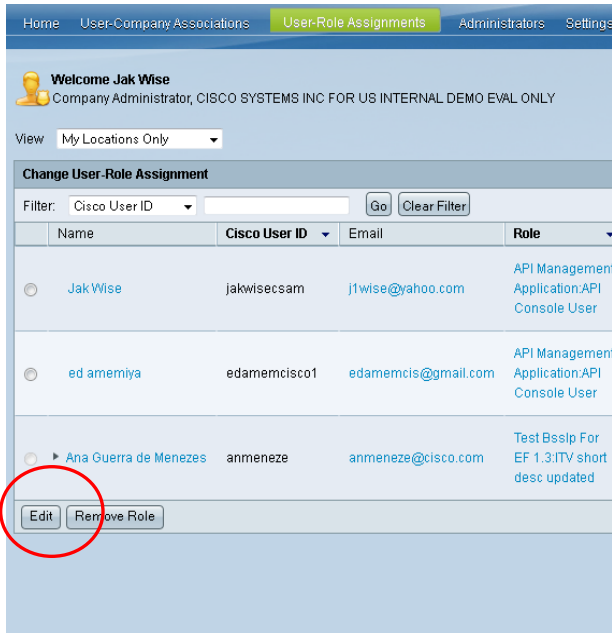 Home User-Company Associations User-Role Assignments Administrators Settings
Welcome Jak Wise
Company Administrator, CISCO SYSTEMS INC FOR US INTERNAL DEMO EVAL ONLY
View My Locations Only
Change User-Role Assignment
Filter: Cisco User ID Go Clear Filter
Name Cisco User ID Email Role
API Management
Jak Wise jakwisecsam j1wise@yahoo.com Application:API
Console User
API Management
ed amemiya edamemcisco1 edamemcis@gmail.com Application:API
Console User
Test Bsslp For
Ana Guerra de Menezes anmeneze anmeneze@cisco.com EF 1.3:ITV short
desc updated
Edit Remove Role